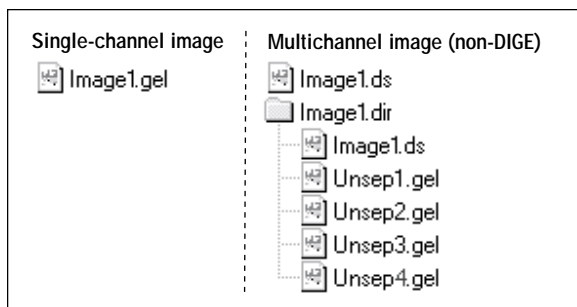 Single-channel image
Image1.gel
Multichannel image (non-DIGE)
Image1.ds
Image1.dir
Image1.ds
Unsep1.gel
Unsep2.gel
Unsep3.gel
Unsep4.gel